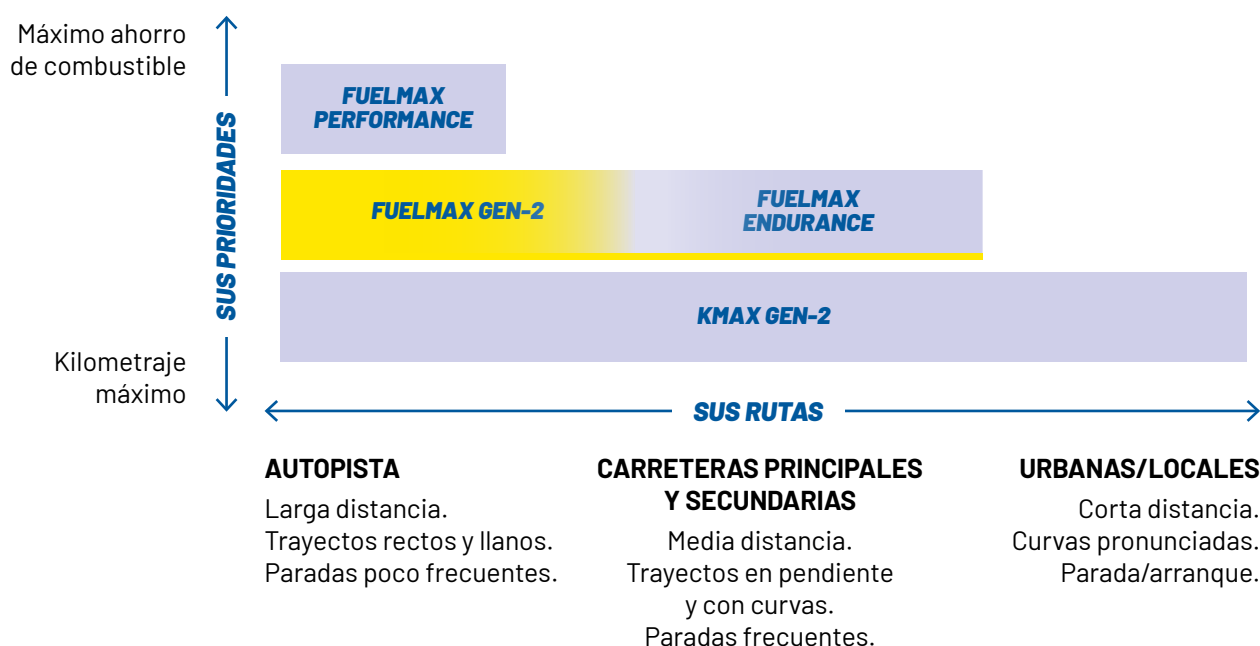 Máximo ahorro
de combustible
SUS PRIORIDADES
Kilometraje
máximo
FUELMAX
PERFORMANCE
FUELMAX GEN-2
FUELMAX
ENDURANCE
KMAX GEN-2
SUS RUTAS
AUTOPISTA
Larga distancia.
Trayectos rectos y llanos.
Paradas poco frecuentes.
CARRETERAS PRINCIPALES
Y SECUNDARIAS
Media distancia.
Trayectos en pendiente
y con curvas.
Paradas frecuentes.
URBANAS/LOCALES
Corta distancia.
Curvas pronunciadas.
Parada/arranque.